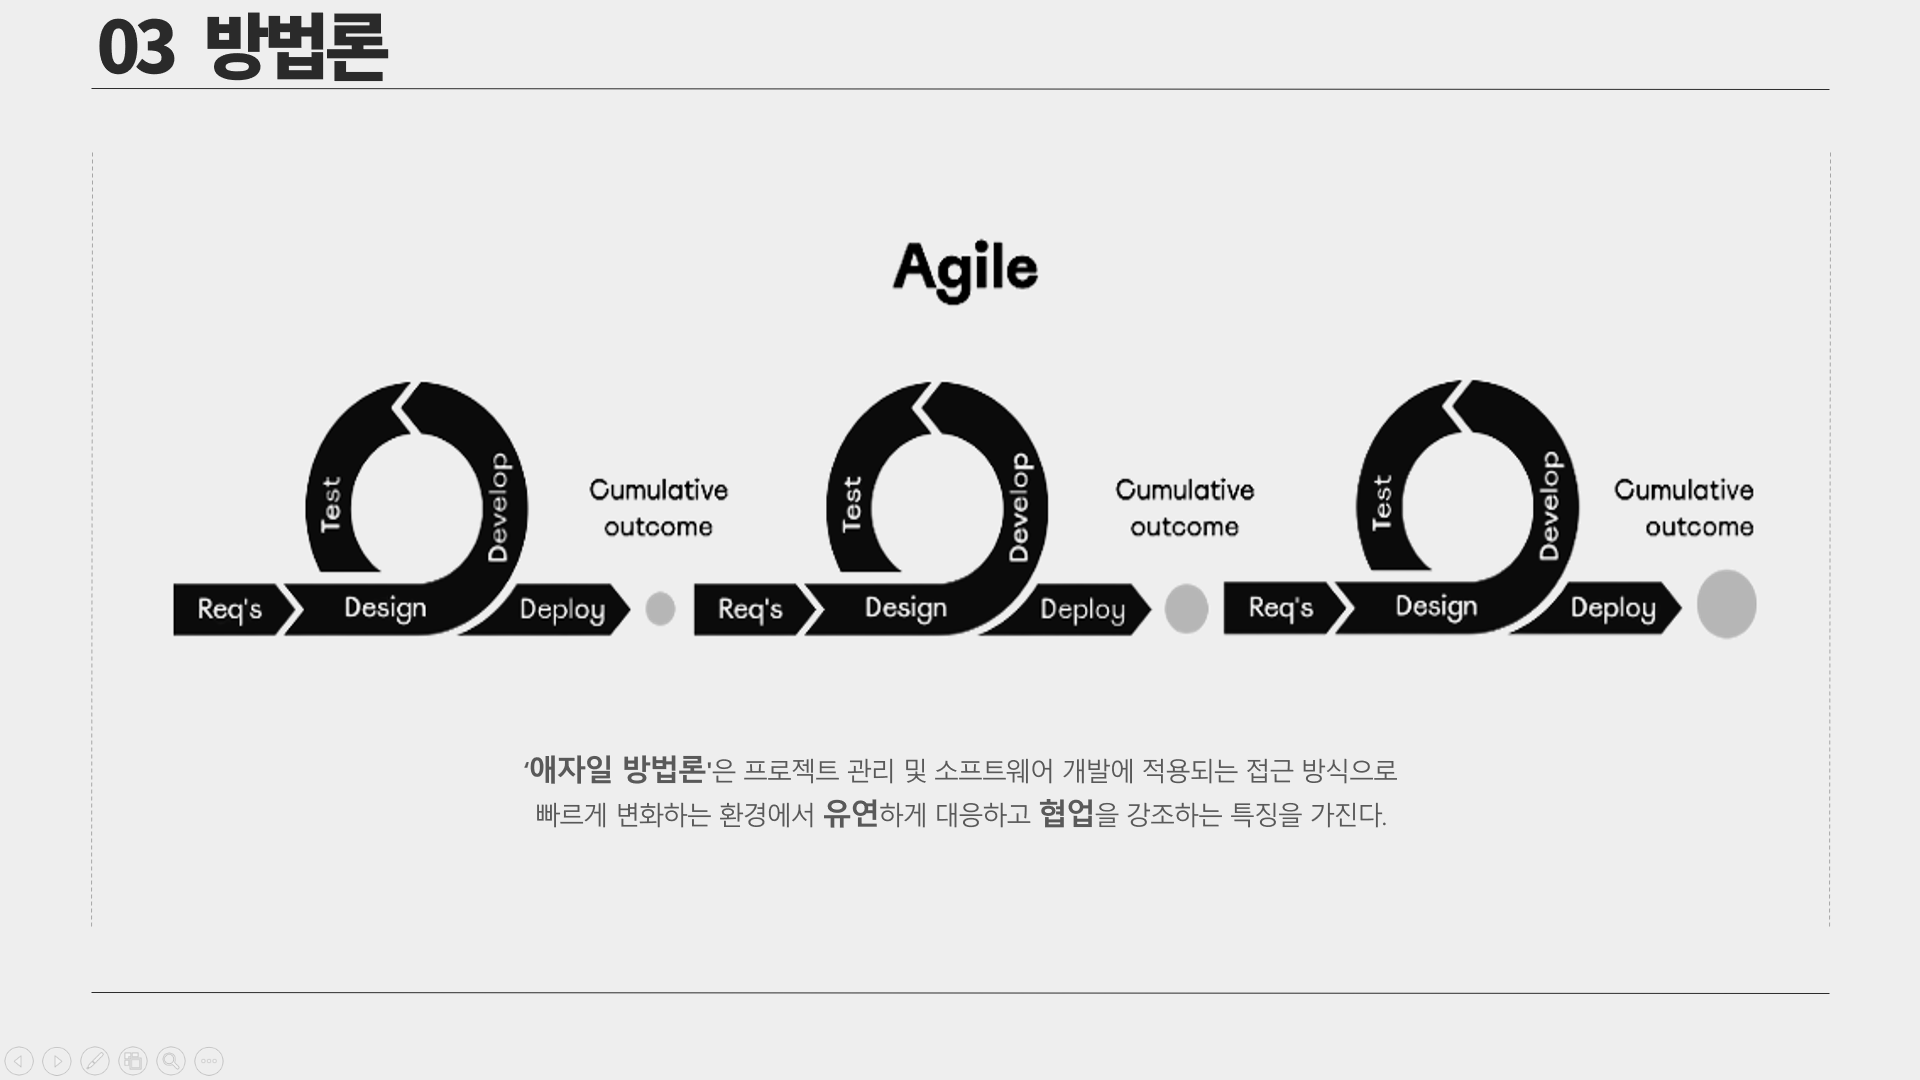 03 방법론
Agile
Test
Develop
Cumulative
outcome
Req's
Design
Deploy
Test
Develop
Cumulative
outcome
Req's
Design
Deploy
Test
Develop
Cumulative
outcome
Req's
Design
Deploy
‘애자일 방법론'은 프로젝트 관리 및 소프트웨어 개발에 적용되는 접근 방식으로
빠르게 변화하는 환경에서 유연하게 대응하고 협업을 강조하는 특징을 가진다.